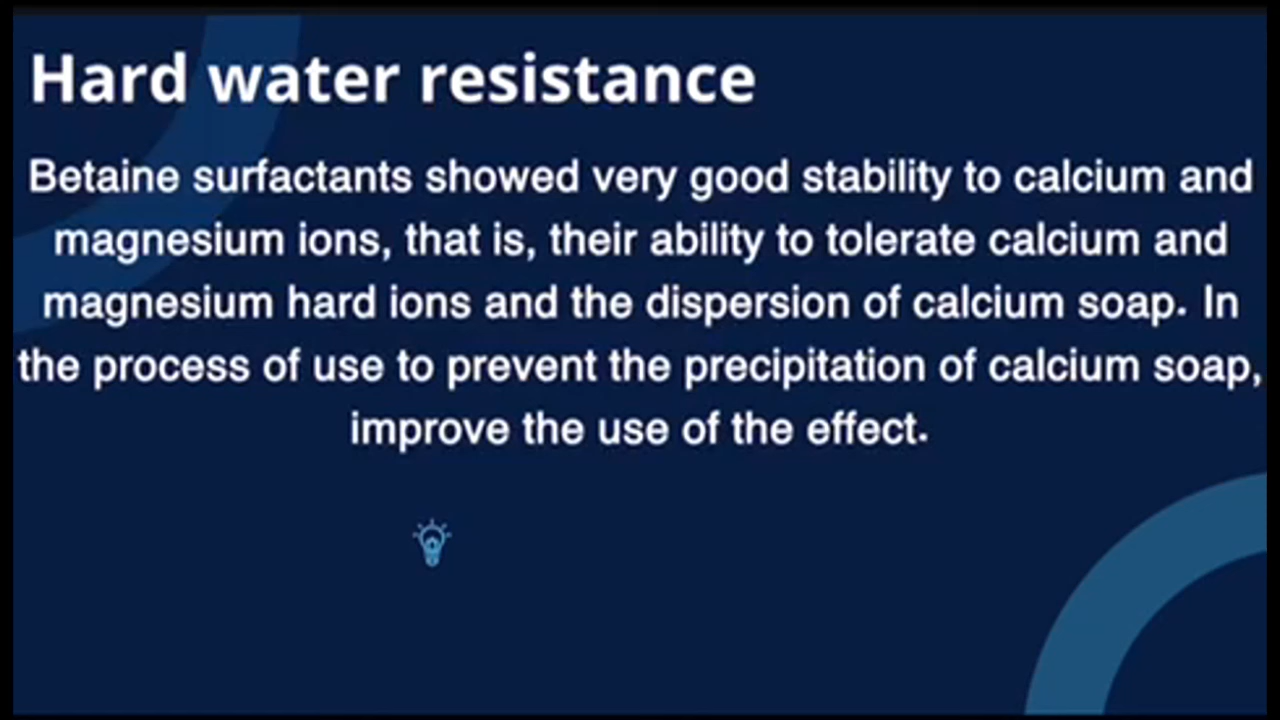 Hard water resistance
Betaine surfactants showed very good stability to calcium and
magnesium ions, that is, their ability to tolerate calcium and
magnesium hard ions and the dispersion of calcium soap. In
the process of use to prevent the precipitation of calcium soap,
improve the use of the effect.